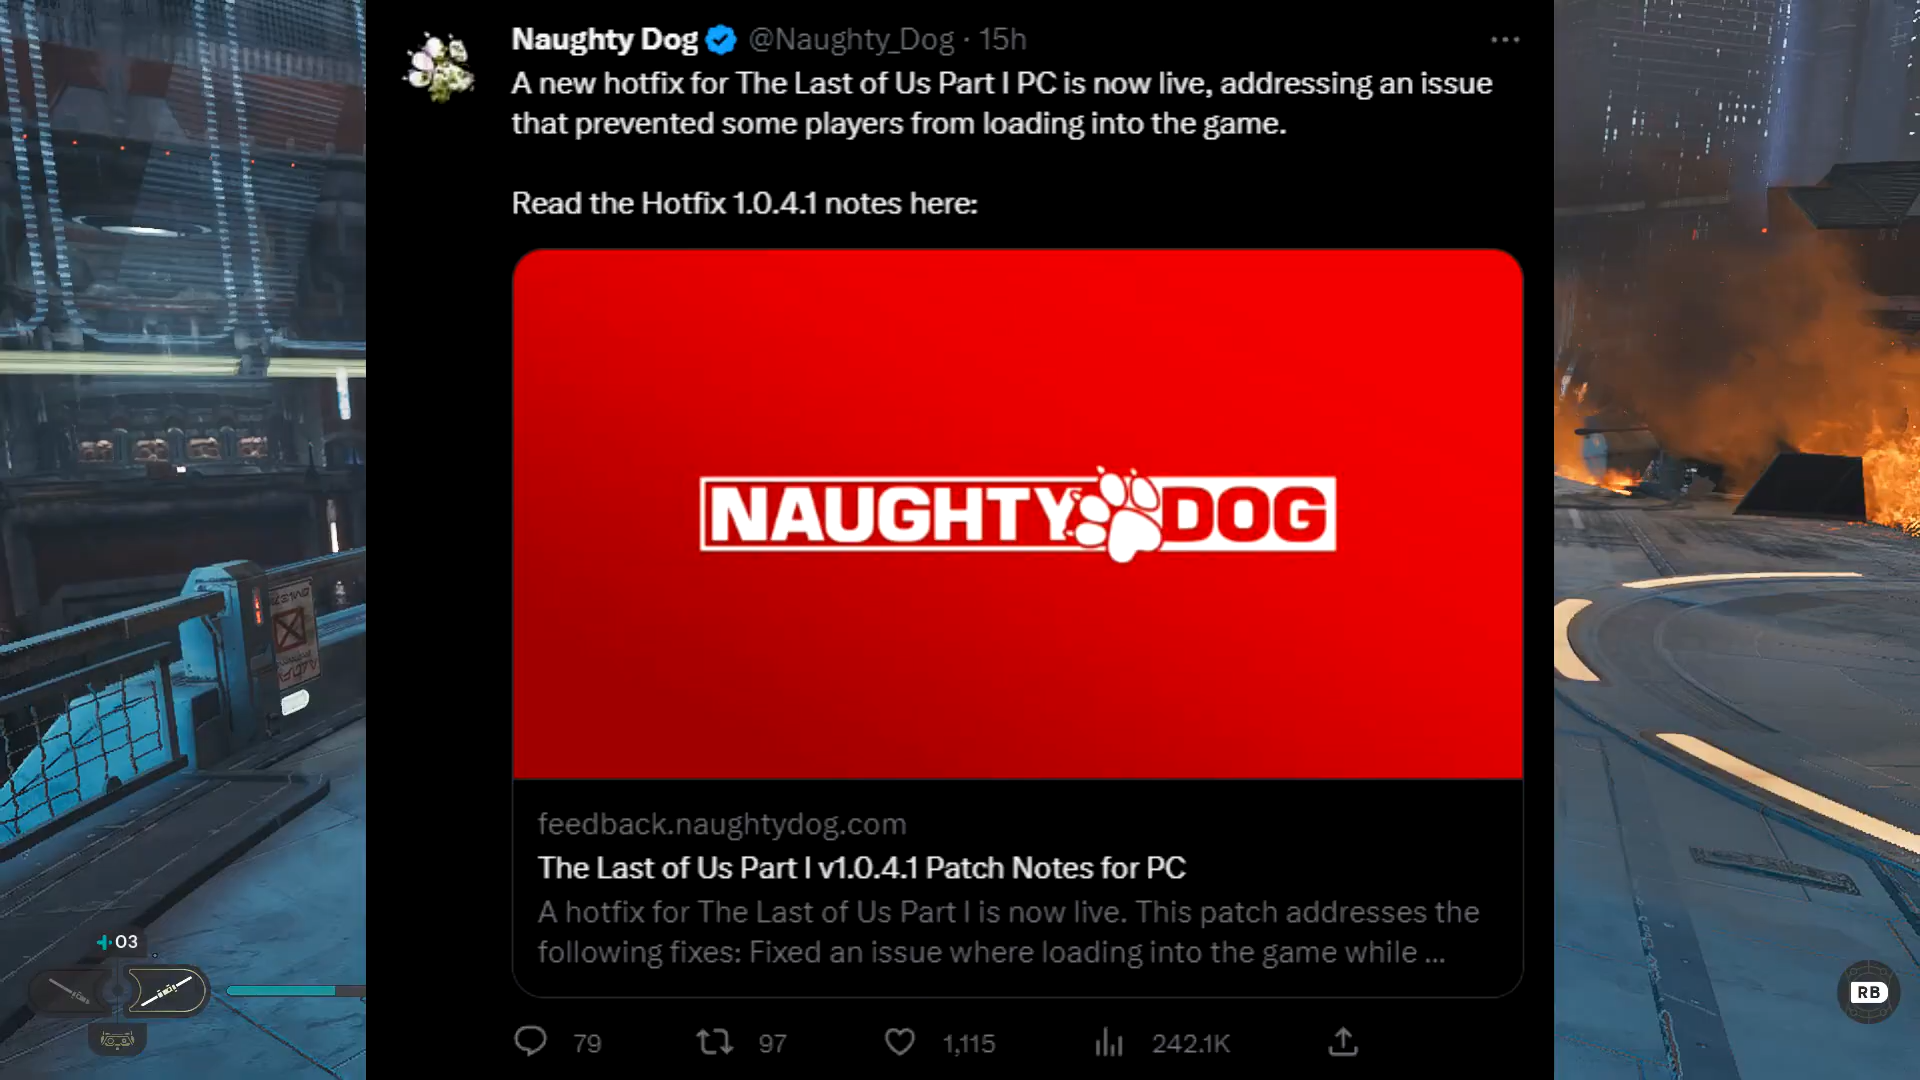 Naughty Dog @Naughty_Dog · 15h
A new hotfix for The Last of Us Part I PC is now live, addressing an issue
that prevented some players from loading into the game.
Read the Hotfix 1.0.4.1 notes here:
NAUGHTY DOG
feedback.naughtydog.com
The Last of Us Part I v1.0.4.1 Patch Notes for PC
A hotfix for The Last of Us Part I is now live. This patch addresses the
following fixes: Fixed an issue where loading into the game while ...
79 97 1,115 242.1K
+03
RB